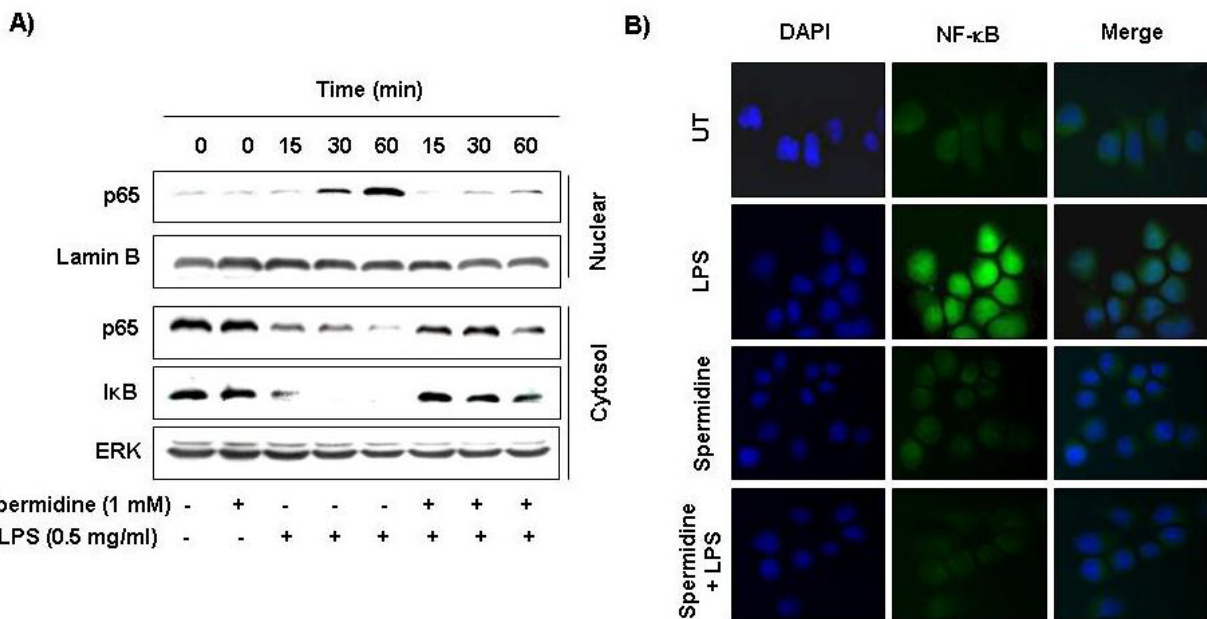 A)
Time (min)
0 0 15 30 60 15 30 60
p65
Lamin B
Nuclear
p65
IκB
ERK
Cytosol
permidine (1 mM) - + - - - + + +
LPS (0.5 mg/ml) - - + + + + + +
B)
DAPI NF-κB Merge
UT
LPS
Spermidine
Spermidine
+ LPS